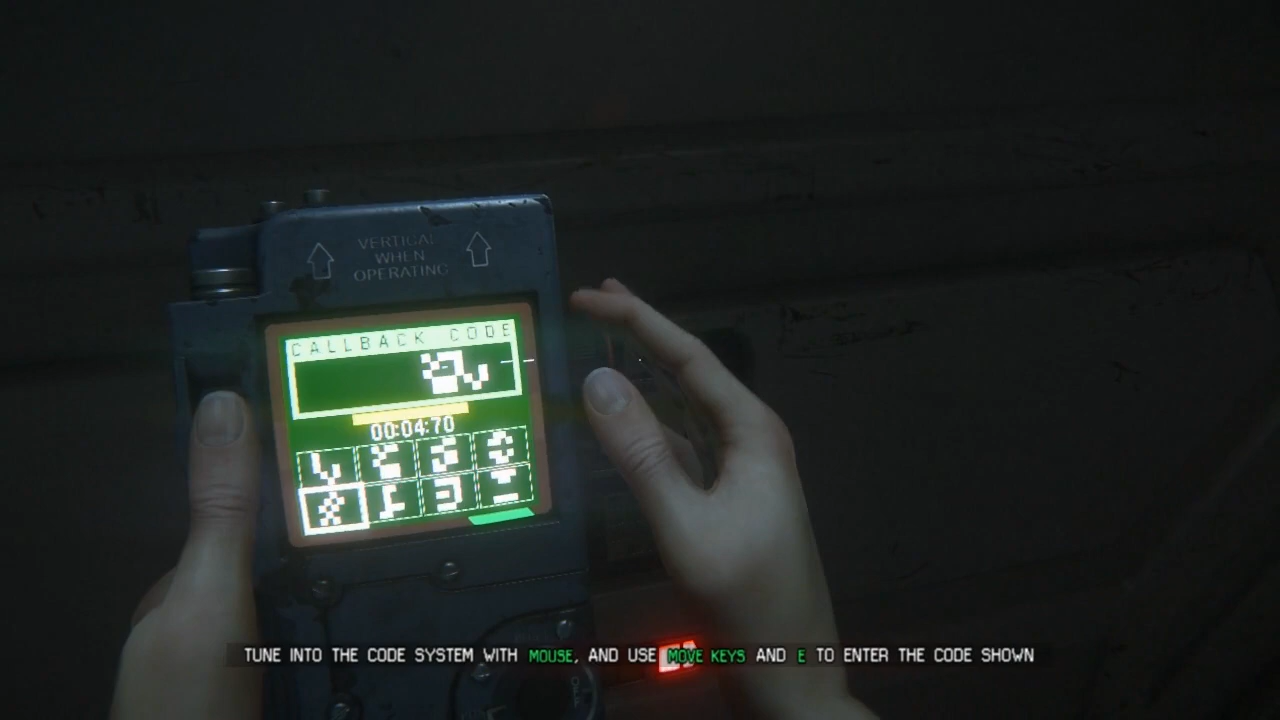 VERTICAL
WHEN
OPERATING
CALLBACK CODE
00:04:70
TUNE INTO THE CODE SYSTEM WITH MOUSE, AND USE MOVE KEYS AND E TO ENTER THE CODE SHOWN